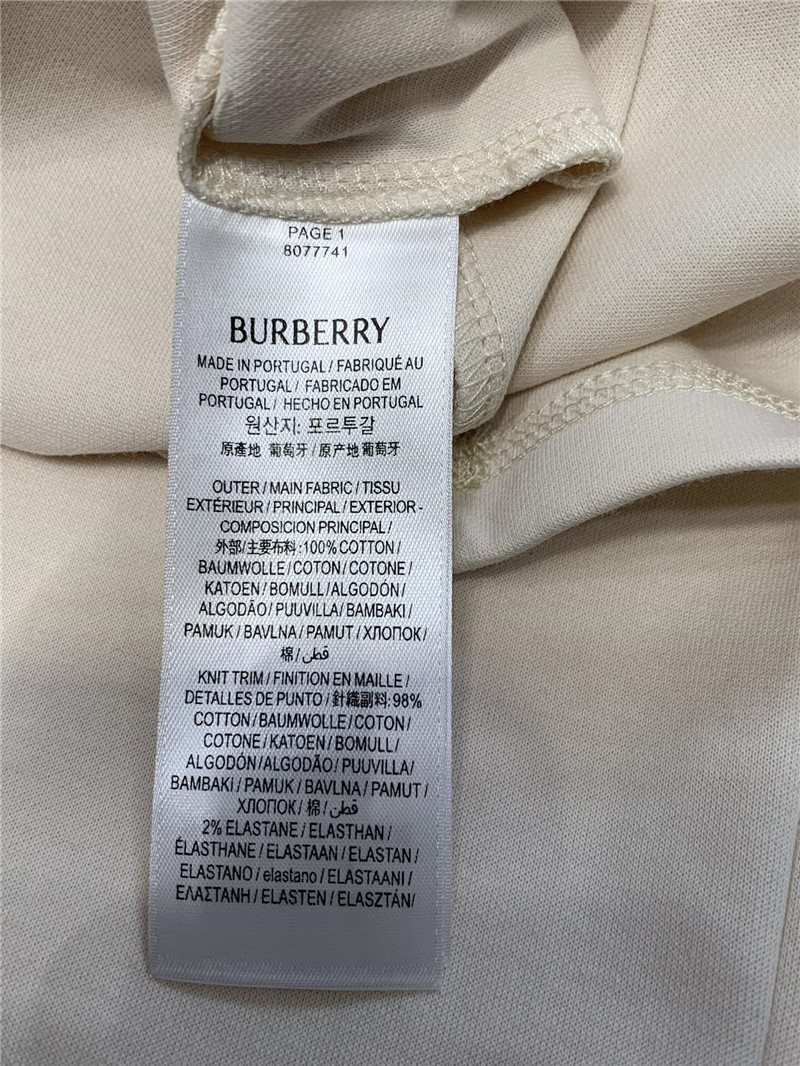 PAGE 1
8077741
BURBERRY
MADE IN PORTUGAL / FABRIQUÉ AU
PORTUGAL / FABRICADO EM
PORTUGAL / HECHO EN PORTUGAL
원산지: 포르투갈
原產地 葡萄牙 / 原产地葡萄牙
OUTER / MAIN FABRIC / TISSU
EXTÉRIEUR / PRINCIPAL / EXTERIOR -
COMPOSICION PRINCIPAL /
外部/主要布料:100% COTTON /
BAUMWOLLE / COTON / COTONE /
KATOEN / BOMULL / ALGODÓN /
ALGODÃO / PUUVILLA / BAMBAKI /
PAMUK / BAVLNA / PAMUT / ХЛОПОК /
棉 / قطن /
KNIT TRIM / FINITION EN MAILLE /
DETALLES DE PUNTO / 針織副料: 98%
COTTON / BAUMWOLLE / COTON /
COTONE / KATOEN / BOMULL /
ALGODÓN / ALGODÃO / PUUVILLA /
BAMBAKI / PAMUK / BAVLNA / PAMUT /
ХЛОПОК / 棉 / قطن /
2% ELASTANE / ELASTHAN /
ÉLASTHANE / ELASTAAN / ELASTAN /
ELASTANO / elastano / ELASTAANI /
ΕΛΑΣΤΑΝΗ / ELASTEN / ELASZTÁN /